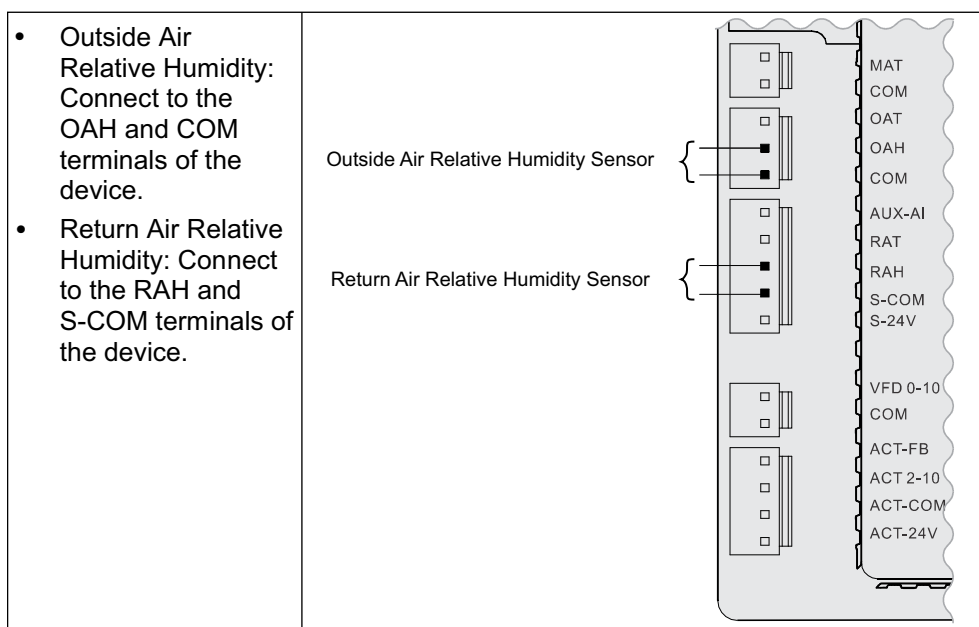 • Outside Air
Relative Humidity:
Connect to the
OAH and COM
terminals of the
device.
• Return Air Relative
Humidity: Connect
to the RAH and
S-COM terminals of
the device.
Outside Air Relative Humidity Sensor
Return Air Relative Humidity Sensor
MAT
COM
OAT
OAH
COM
AUX-AI
RAT
RAH
S-COM
S-24V
VFD 0-10
COM
ACT-FB
ACT 2-10
ACT-COM
ACT-24V